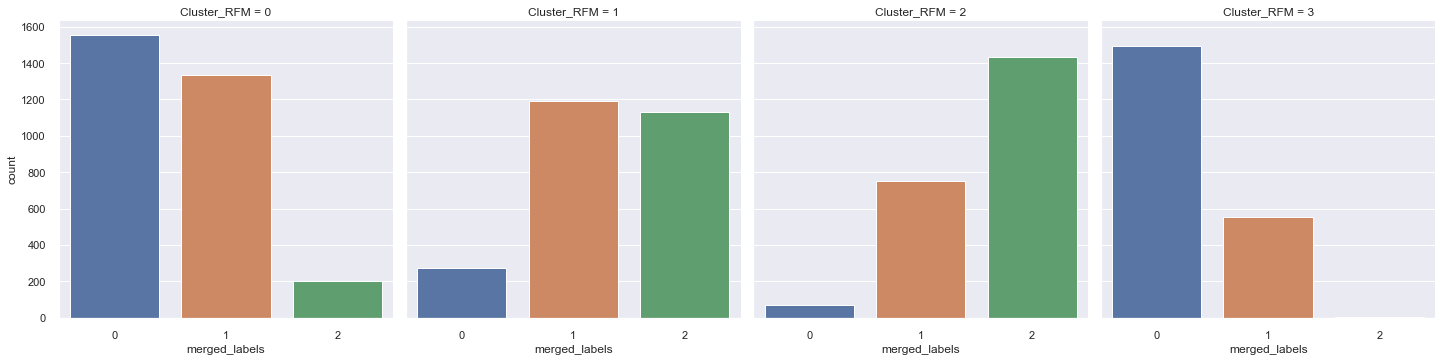 Cluster_RFM = 0 Cluster_RFM = 1 Cluster_RFM = 2 Cluster_RFM = 3
1600
1400
1200
1000
800
600
400
200
0
count
0 1 2 0 1 2 0 1 2 0 1 2
merged_labels merged_labels merged_labels merged_labels